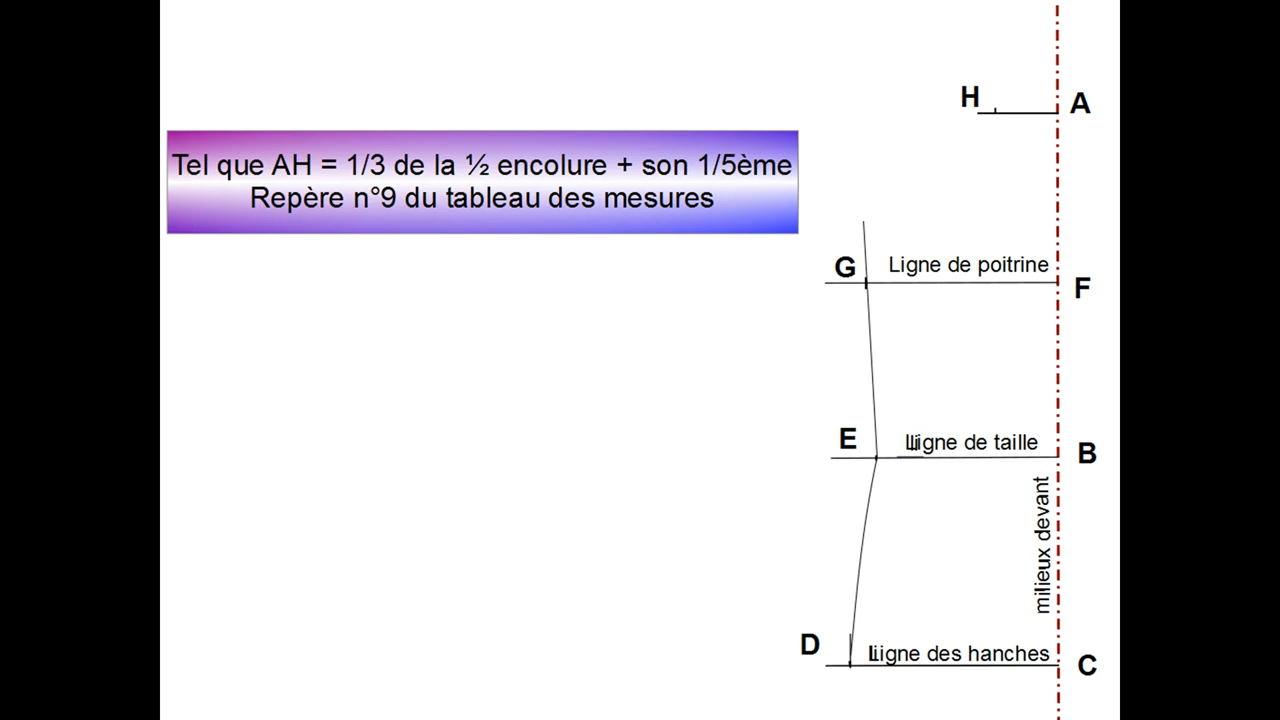 H
A
Tel que AH = 1/3 de la ½ encolure + son 1/5ème
Repère n°9 du tableau des mesures
G
Ligne de poitrine
F
E
Ligne de taille
B
milieux devant
D
Ligne des hanches
C